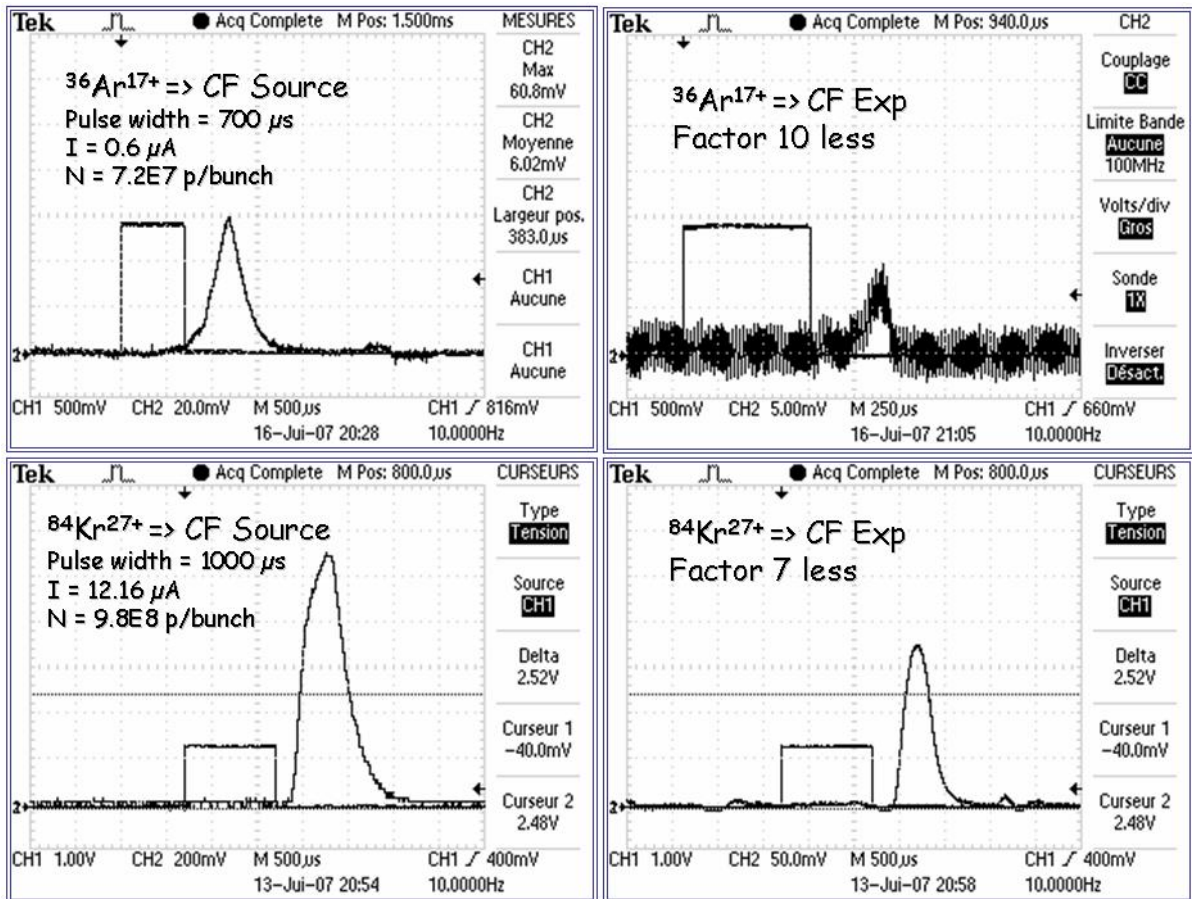 Tek Acq Complete M Pos: 1.500ms MESURES
CH2
Max
60.8mV
CH2
Moyenne
6.02mV
CH2
Largeur pos.
383.0µs
CH1
Aucune
CH1
Aucune
³⁶Ar¹⁷⁺ => CF Source
Pulse width = 700 µs
I = 0.6 µA
N = 7.2E7 p/bunch
2
CH1 500mV CH2 20.0mV M 500µs CH1 ∫ 816mV
16-Jui-07 20:28 10.0000Hz
Tek Acq Complete M Pos: 940.0µs CH2
Couplage
CC
Limite Bande
Aucune
100MHz
Volts/div
Gros
Sonde
1X
Inverser
Désact.
³⁶Ar¹⁷⁺ => CF Exp
Factor 10 less
2
CH1 500mV CH2 5.00mV M 250µs CH1 ∫ 660mV
16-Jui-07 21:05 10.0000Hz
Tek Acq Complete M Pos: 800.0µs CURSEURS
Type
Tension
Source
CH1
Delta
2.52V
Curseur 1
-40.0mV
Curseur 2
2.48V
⁸⁴Kr²⁷⁺ => CF Source
Pulse width = 1000 µs
I = 12.16 µA
N = 9.8E8 p/bunch
2
CH1 1.00V CH2 200mV M 500µs CH1 ∫ 400mV
13-Jui-07 20:54 10.0000Hz
Tek Acq Complete M Pos: 800.0µs CURSEURS
Type
Tension
Source
CH1
Delta
2.52V
Curseur 1
-40.0mV
Curseur 2
2.48V
⁸⁴Kr²⁷⁺ => CF Exp
Factor 7 less
2
CH1 1.00V CH2 50.0mV M 500µs CH1 ∫ 400mV
13-Jui-07 20:58 10.0000Hz